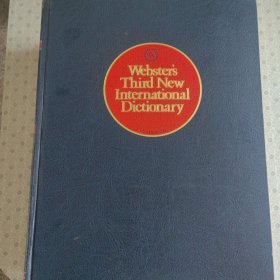 Webster's
Third New
International
Dictionary